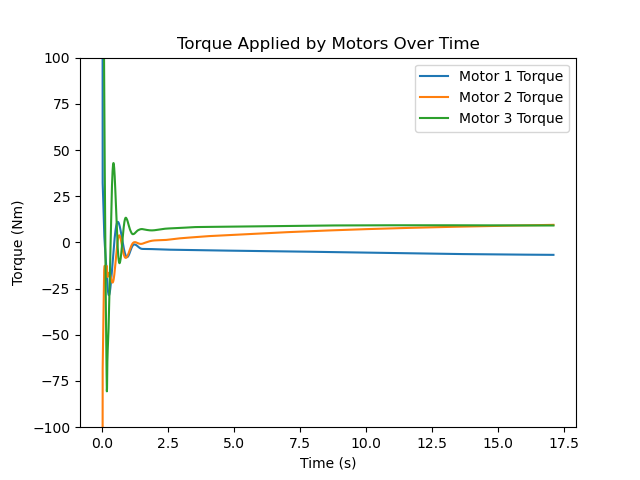 Torque Applied by Motors Over Time
100
75
50
25
0
−25
−50
−75
−100
Torque (Nm)
Motor 1 Torque
Motor 2 Torque
Motor 3 Torque
0.0 2.5 5.0 7.5 10.0 12.5 15.0 17.5
Time (s)